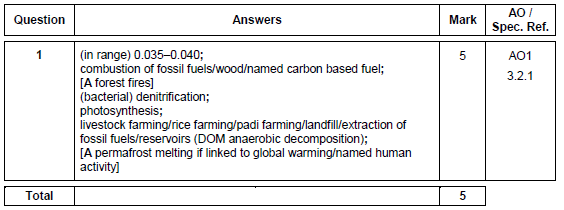 Question Answers Mark AO /
Spec. Ref.
1 (in range) 0.035–0.040; 5 AO1
combustion of fossil fuels/wood/named carbon based fuel;
[A forest fires] 3.2.1
(bacterial) denitrification;
photosynthesis;
livestock farming/rice farming/padi farming/landfill/extraction of
fossil fuels/reservoirs (DOM anaerobic decomposition);
[A permafrost melting if linked to global warming/named human
activity]
Total 5